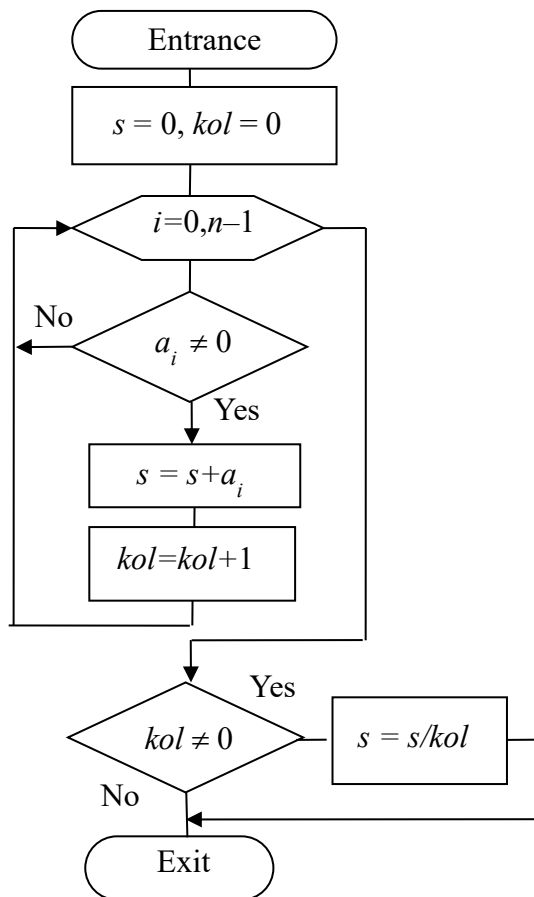 Entrance
s = 0, kol = 0
i=0,n–1
No
a_i ≠ 0
Yes
s = s+a_i
kol=kol+1
Yes
kol ≠ 0
s = s/kol
No
Exit